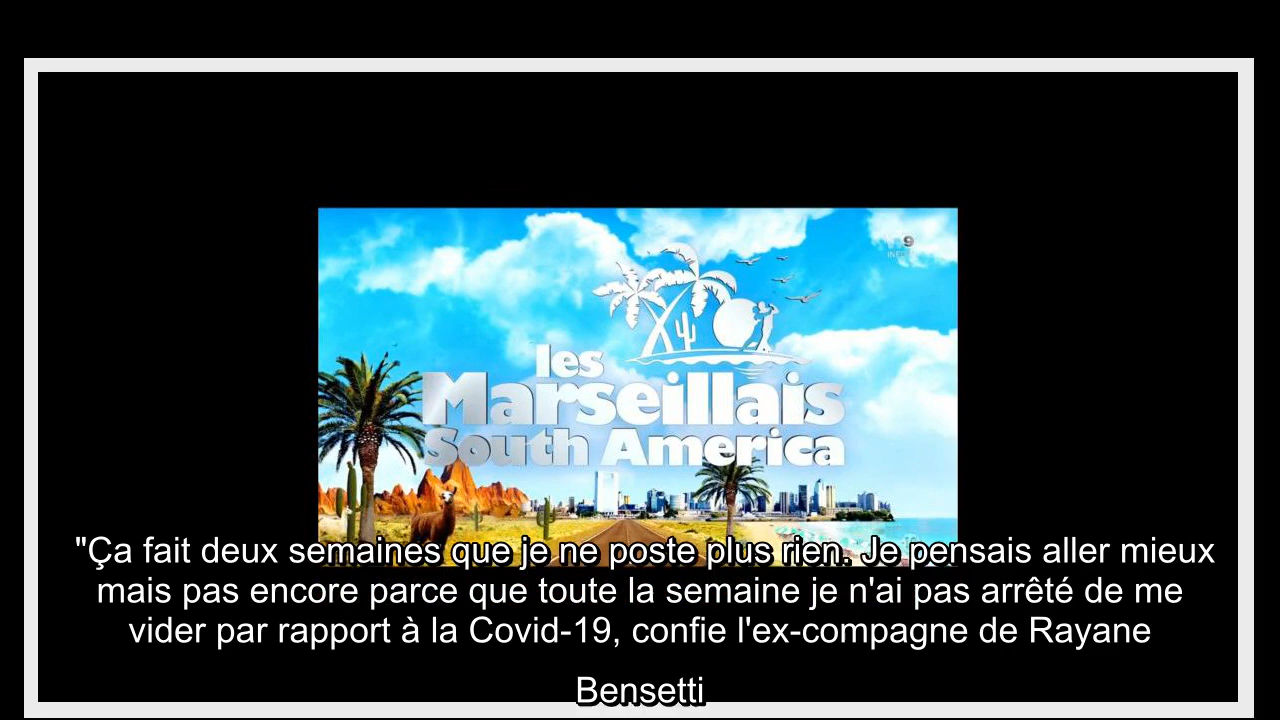 9
les
Marseillais
South America
"Ça fait deux semaines que je ne poste plus rien. Je pensais aller mieux
mais pas encore parce que toute la semaine je n'ai pas arrêté de me
vider par rapport à la Covid-19, confie l'ex-compagne de Rayane
Bensetti